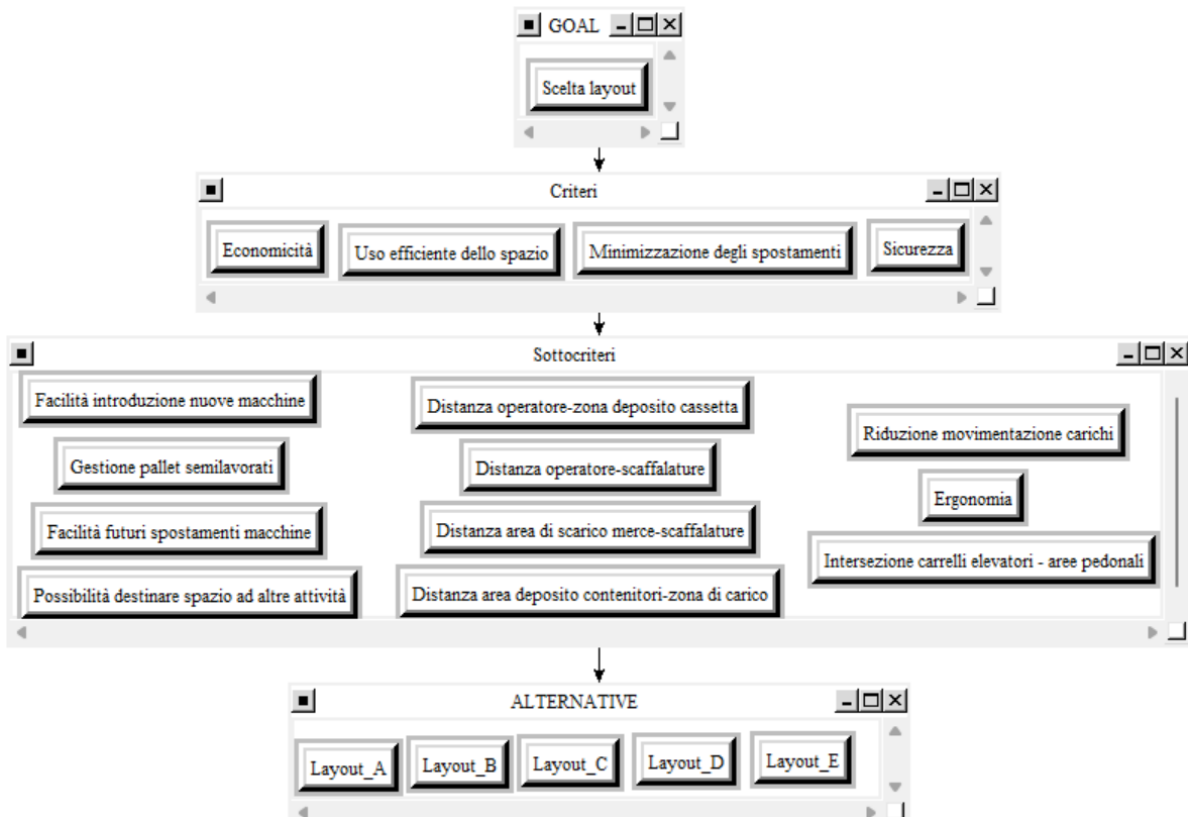 GOAL
Scelta layout
Criteri
Economicità
Uso efficiente dello spazio
Minimizzazione degli spostamenti
Sicurezza
Sottocriteri
Facilità introduzione nuove macchine
Gestione pallet semilavorati
Facilità futuri spostamenti macchine
Possibilità destinare spazio ad altre attività
Distanza operatore-zona deposito cassetta
Distanza operatore-scaffalature
Distanza area di scarico merce-scaffalature
Distanza area deposito contenitori-zona di carico
Riduzione movimentazione carichi
Ergonomia
Intersezione carrelli elevatori - aree pedonali
ALTERNATIVE
Layout_A
Layout_B
Layout_C
Layout_D
Layout_E